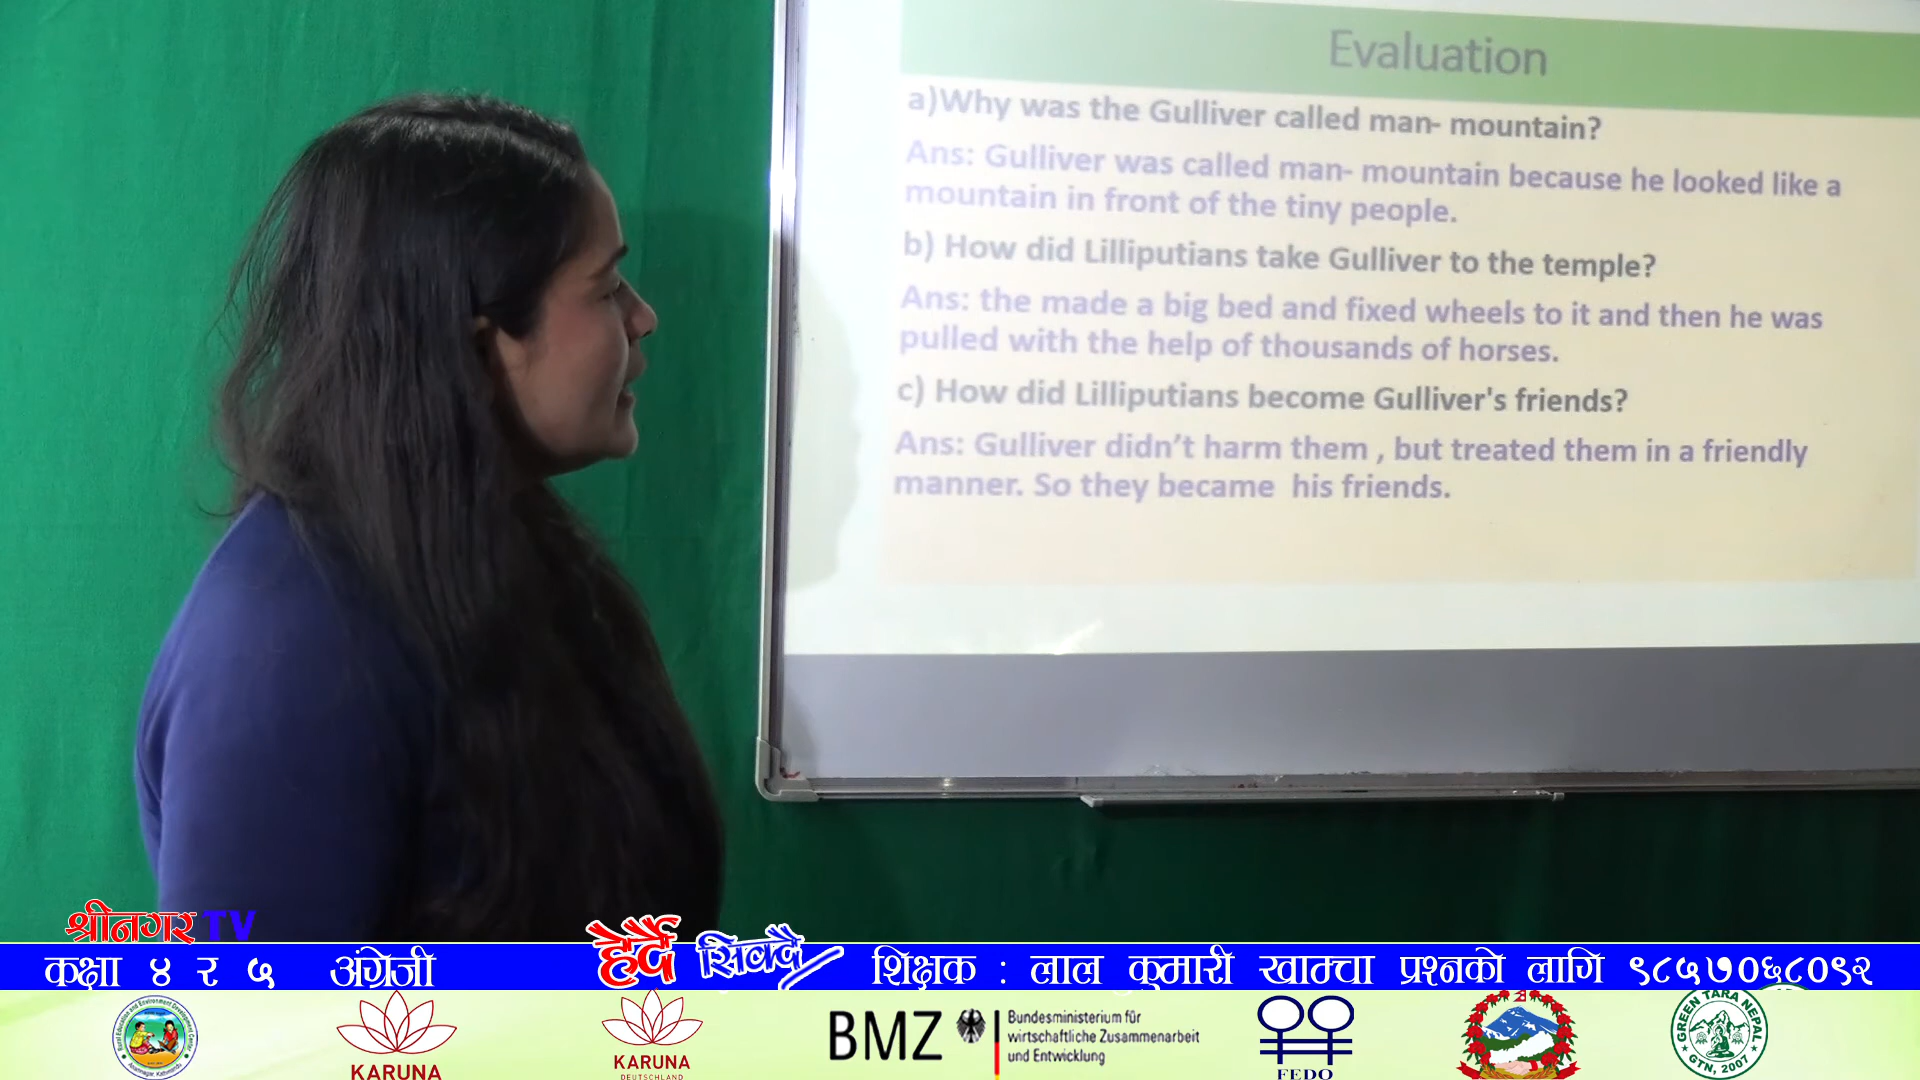 Evaluation
a)Why was the Gulliver called man- mountain?
Ans: Gulliver was called man- mountain because he looked like a
mountain in front of the tiny people.
b) How did Lilliputians take Gulliver to the temple?
Ans: the made a big bed and fixed wheels to it and then he was
pulled with the help of thousands of horses.
c) How did Lilliputians become Gulliver's friends?
Ans: Gulliver didn’t harm them , but treated them in a friendly
manner. So they became his friends.
श्रीनगर TV
कक्षा ४ र ५ अंग्रेजी
हेर्दै सिक्दै
शिक्षक : लाल कुमारी खाम्चा प्रश्नको लागि ९८५७०६८०९२
KARUNA
KARUNA
DEUTSCHLAND
BMZ
Bundesministerium für
wirtschaftliche Zusammenarbeit
und Entwicklung
FEDO
GREEN TARA NEPAL
GTN, 2007